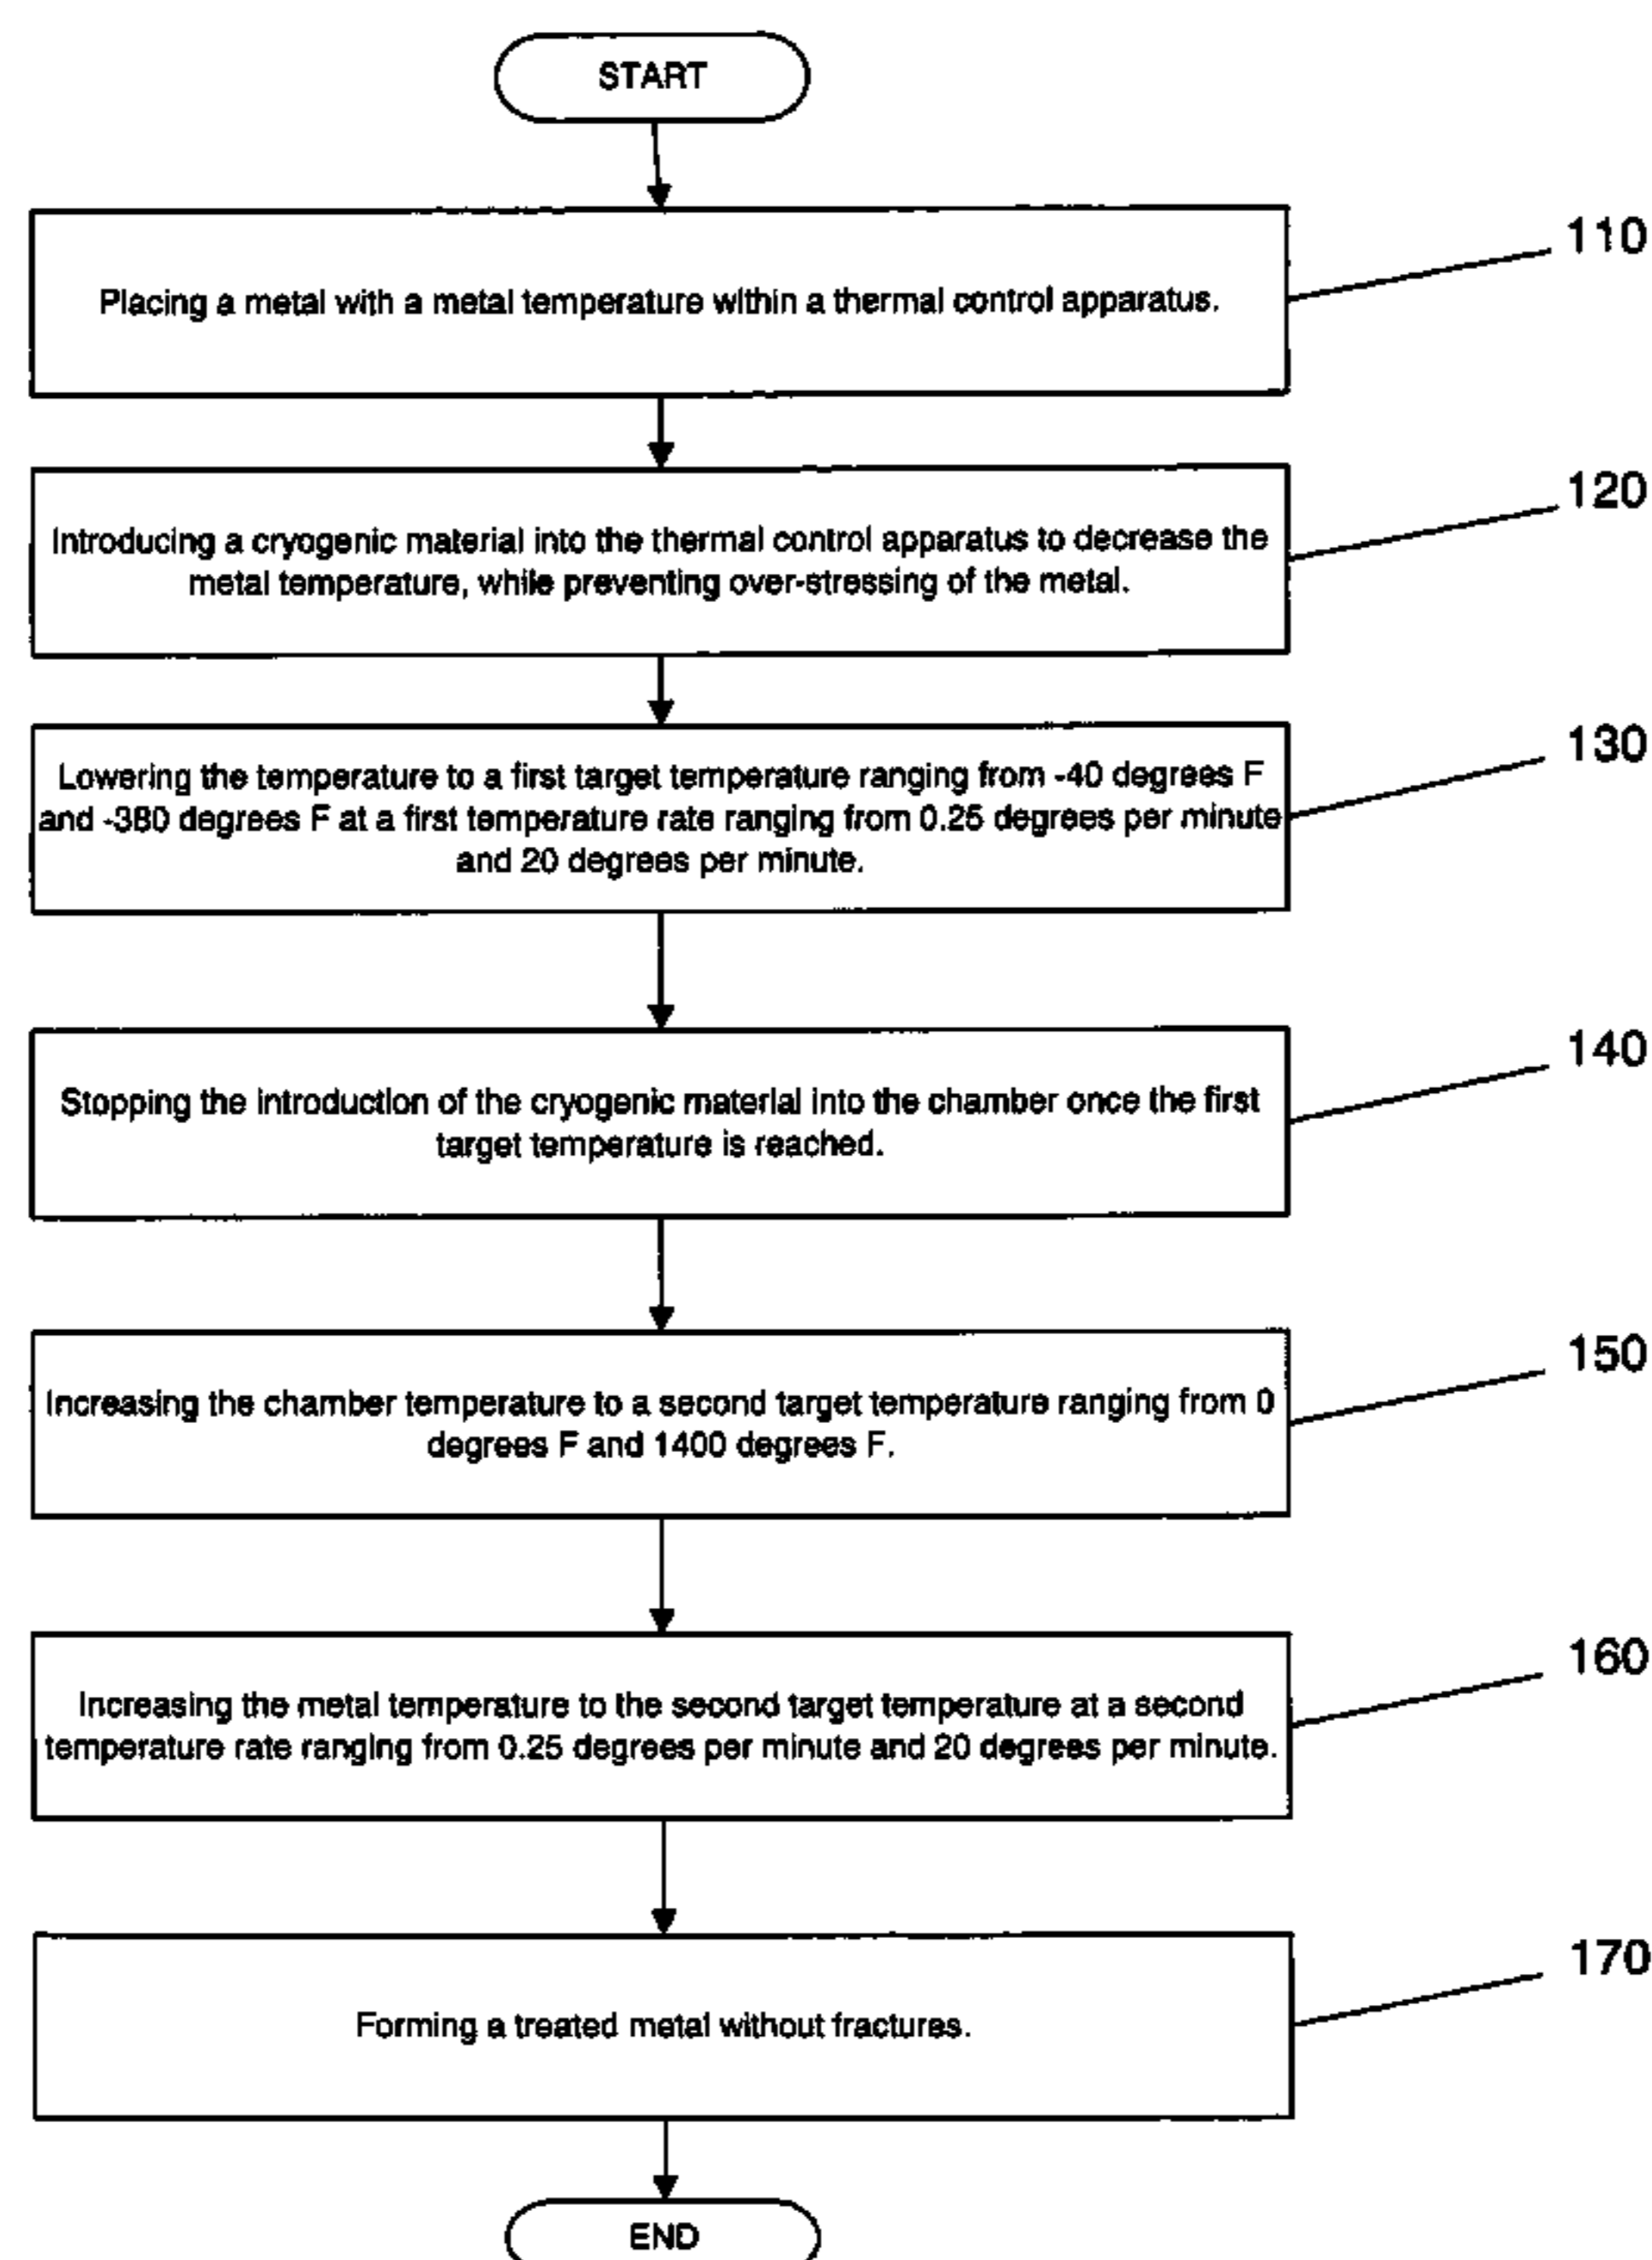 START
110
Placing a metal with a metal temperature within a thermal control apparatus.
120
Introducing a cryogenic material into the thermal control apparatus to decrease the
metal temperature, while preventing over-stressing of the metal.
130
Lowering the temperature to a first target temperature ranging from -40 degrees F
and -380 degrees F at a first temperature rate ranging from 0.25 degrees per minute
and 20 degrees per minute.
140
Stopping the introduction of the cryogenic material into the chamber once the first
target temperature is reached.
150
Increasing the chamber temperature to a second target temperature ranging from 0
degrees F and 1400 degrees F.
160
Increasing the metal temperature to the second target temperature at a second
temperature rate ranging from 0.25 degrees per minute and 20 degrees per minute.
170
Forming a treated metal without fractures.
END